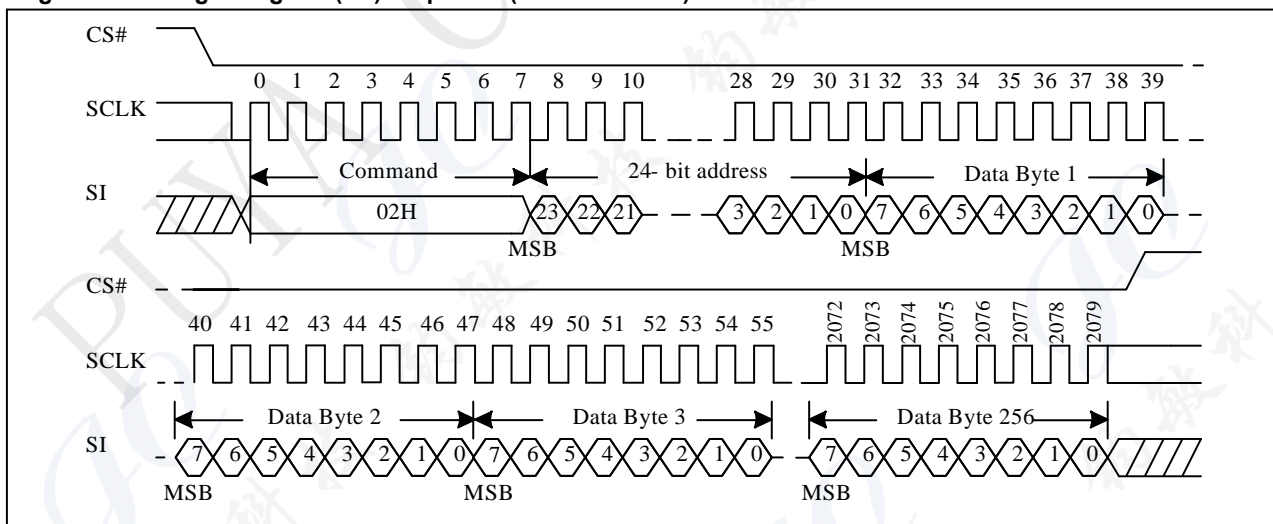 CS#
0 1 2 3 4 5 6 7 8 9 10 28 29 30 31 32 33 34 35 36 37 38 39
SCLK
Command 24- bit address Data Byte 1
SI
02H 23 22 21 3 2 1 0 7 6 5 4 3 2 1 0
MSB MSB
CS#
40 41 42 43 44 45 46 47 48 49 50 51 52 53 54 55 2072 2073 2074 2075 2076 2077 2078 2079
SCLK
Data Byte 2 Data Byte 3 Data Byte 256
SI
7 6 5 4 3 2 1 0 7 6 5 4 3 2 1 0 7 6 5 4 3 2 1 0
MSB MSB MSB
PUYA